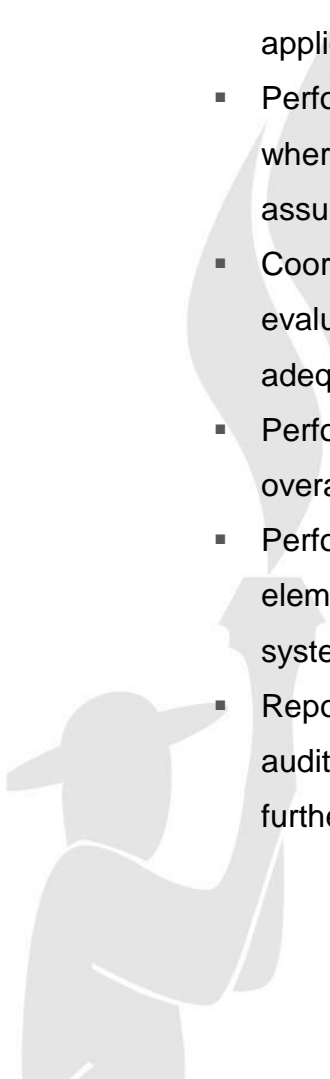 appli
▪ Perfo
wher
assu
▪ Coor
evalu
adeq
▪ Perfo
overa
▪ Perfo
elem
syste
▪ Repo
audit
furthe